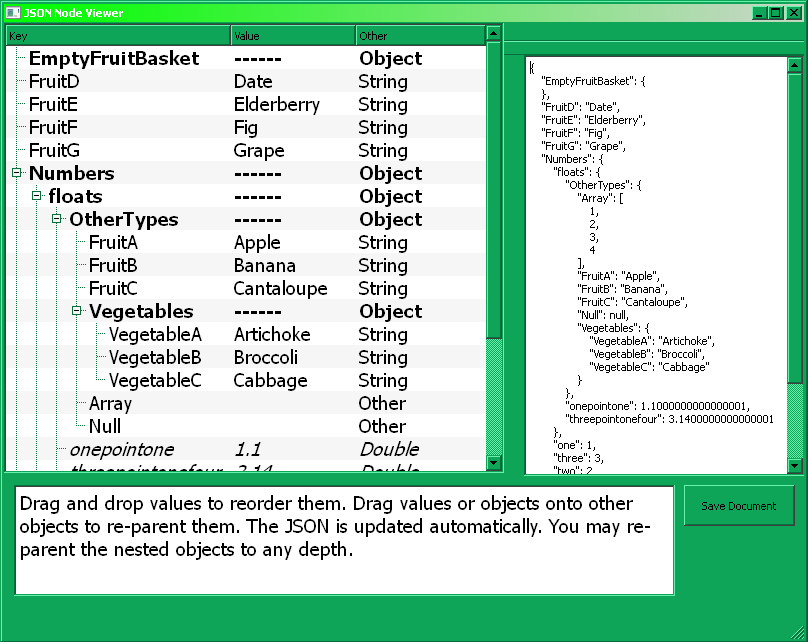 JSON Node Viewer
Key Value Other
EmptyFruitBasket ------ Object
FruitD Date String
FruitE Elderberry String
FruitF Fig String
FruitG Grape String
Numbers ------ Object
floats ------ Object
OtherTypes ------ Object
FruitA Apple String
FruitB Banana String
FruitC Cantaloupe String
Vegetables ------ Object
VegetableA Artichoke String
VegetableB Broccoli String
VegetableC Cabbage String
Array Other
Null Other
onepointone 1.1 Double
threepointonefour 3.14 Double
{
"EmptyFruitBasket": {
},
"FruitD": "Date",
"FruitE": "Elderberry",
"FruitF": "Fig",
"FruitG": "Grape",
"Numbers": {
"floats": {
"OtherTypes": {
"Array": [
1,
2,
3,
4
],
"FruitA": "Apple",
"FruitB": "Banana",
"FruitC": "Cantaloupe",
"Null": null,
"Vegetables": {
"VegetableA": "Artichoke",
"VegetableB": "Broccoli",
"VegetableC": "Cabbage"
}
},
"onepointone": 1.1000000000000001,
"threepointonefour": 3.1400000000000001
},
"one": 1,
"three": 3,
"two": 2
Drag and drop values to reorder them. Drag values or objects onto other
objects to re-parent them. The JSON is updated automatically. You may re-
parent the nested objects to any depth.
Save Document